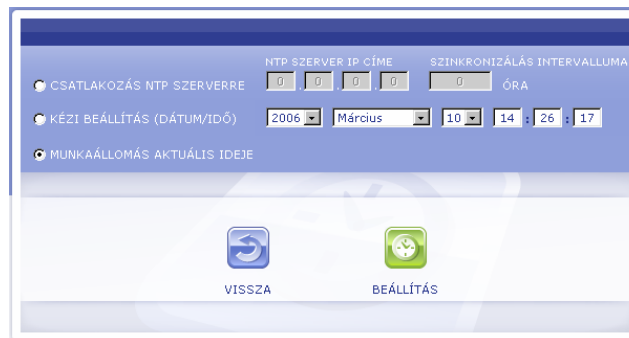 NTP SZERVER IP CÍME SZINKRONIZÁLÁS INTERVALLUMA
CSATLAKOZÁS NTP SZERVERRE 0 . 0 . 0 . 0 0 ÓRA
KÉZI BEÁLLÍTÁS (DÁTUM/IDŐ) 2006 Március 10 14 : 26 : 17
MUNKAÁLLOMÁS AKTUÁLIS IDEJE
VISSZA BEÁLLÍTÁS